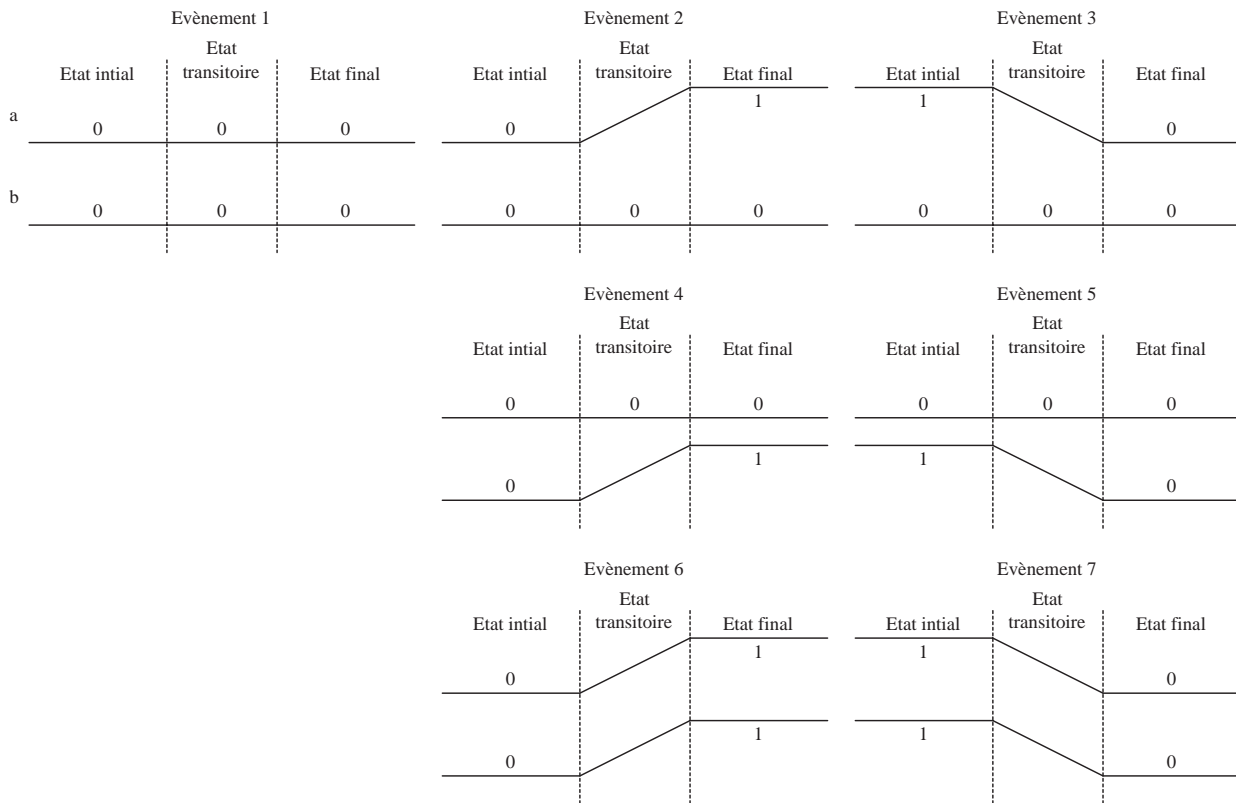 Evènement 1
Evènement 2
Evènement 3
Etat intial
Etat
transitoire
Etat final
Etat intial
Etat
transitoire
Etat final
Etat intial
Etat
transitoire
Etat final
a
0 0 0 0 1 1 0
b
0 0 0 0 0 0 0 0 0
Evènement 4
Evènement 5
Etat intial
Etat
transitoire
Etat final
Etat intial
Etat
transitoire
Etat final
0 0 0 0 0 0
0 1 1 0
Evènement 6
Evènement 7
Etat intial
Etat
transitoire
Etat final
Etat intial
Etat
transitoire
Etat final
0 1 1 0
0 1 1 0